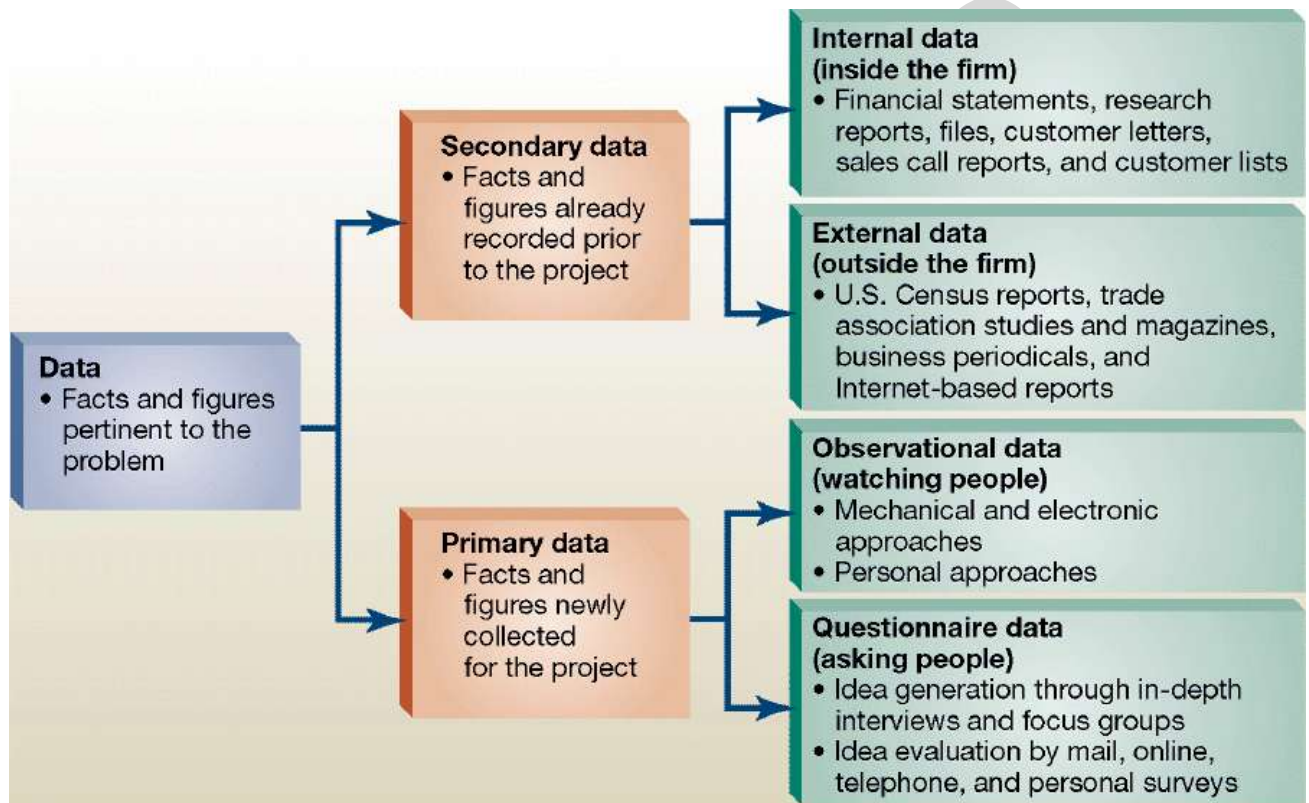 Data
• Facts and figures
pertinent to the
problem
Secondary data
• Facts and
figures already
recorded prior
to the project
Primary data
• Facts and
figures newly
collected
for the project
Internal data
(inside the firm)
• Financial statements, research
reports, files, customer letters,
sales call reports, and customer lists
External data
(outside the firm)
• U.S. Census reports, trade
association studies and magazines,
business periodicals, and
Internet-based reports
Observational data
(watching people)
• Mechanical and electronic
approaches
• Personal approaches
Questionnaire data
(asking people)
• Idea generation through in-depth
interviews and focus groups
• Idea evaluation by mail, online,
telephone, and personal surveys